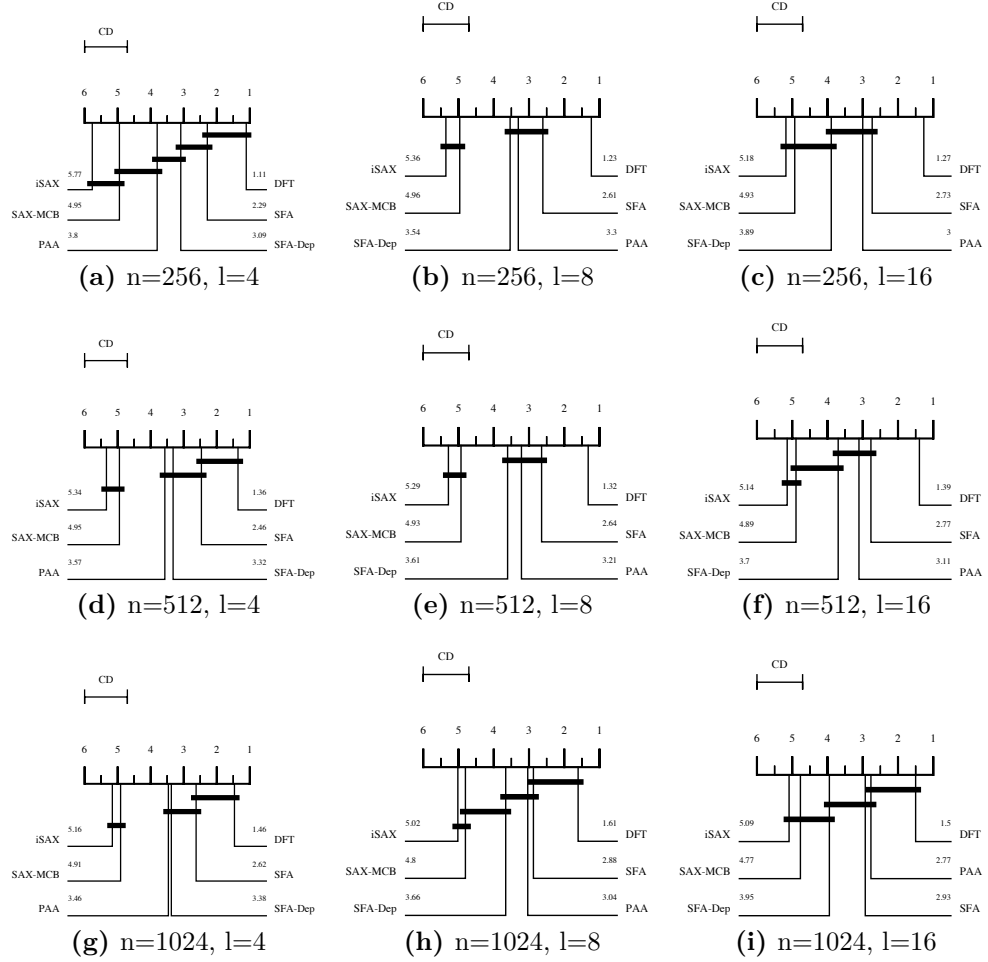 CD
6 5 4 3 2 1
5.77
iSAX
4.95
SAX-MCB
3.8
PAA
1.11
DFT
2.29
SFA
3.09
SFA-Dep
(a) n=256, l=4
CD
6 5 4 3 2 1
5.36
iSAX
4.96
SAX-MCB
3.54
SFA-Dep
1.23
DFT
2.61
SFA
3.3
PAA
(b) n=256, l=8
CD
6 5 4 3 2 1
5.18
iSAX
4.93
SAX-MCB
3.89
SFA-Dep
1.27
DFT
2.73
SFA
3
PAA
(c) n=256, l=16
CD
6 5 4 3 2 1
5.34
iSAX
4.95
SAX-MCB
3.57
PAA
1.36
DFT
2.46
SFA
3.32
SFA-Dep
(d) n=512, l=4
CD
6 5 4 3 2 1
5.29
iSAX
4.93
SAX-MCB
3.61
SFA-Dep
1.32
DFT
2.64
SFA
3.21
PAA
(e) n=512, l=8
CD
6 5 4 3 2 1
5.14
iSAX
4.89
SAX-MCB
3.7
SFA-Dep
1.39
DFT
2.77
SFA
3.11
PAA
(f) n=512, l=16
CD
6 5 4 3 2 1
5.16
iSAX
4.91
SAX-MCB
3.46
PAA
1.46
DFT
2.62
SFA
3.38
SFA-Dep
(g) n=1024, l=4
CD
6 5 4 3 2 1
5.02
iSAX
4.8
SAX-MCB
3.66
SFA-Dep
1.61
DFT
2.88
SFA
3.04
PAA
(h) n=1024, l=8
CD
6 5 4 3 2 1
5.09
iSAX
4.77
SAX-MCB
3.95
SFA-Dep
1.5
DFT
2.77
PAA
2.93
SFA
(i) n=1024, l=16